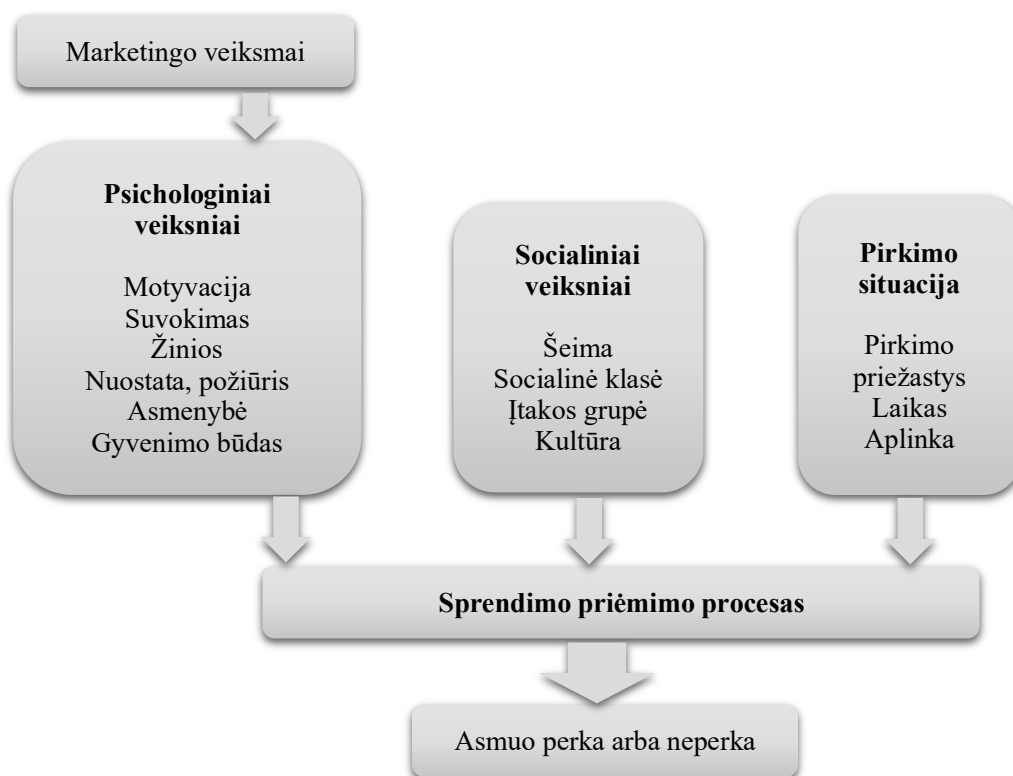 Marketingo veiksmai
Psichologiniai
veiksniai
Motyvacija
Suvokimas
Žinios
Nuostata, požiūris
Asmenybė
Gyvenimo būdas
Socialiniai
veiksniai
Šeima
Socialinė klasė
Įtakos grupė
Kultūra
Pirkimo
situacija
Pirkimo
priežastys
Laikas
Aplinka
Sprendimo priėmimo procesas
Asmuo perka arba neperka